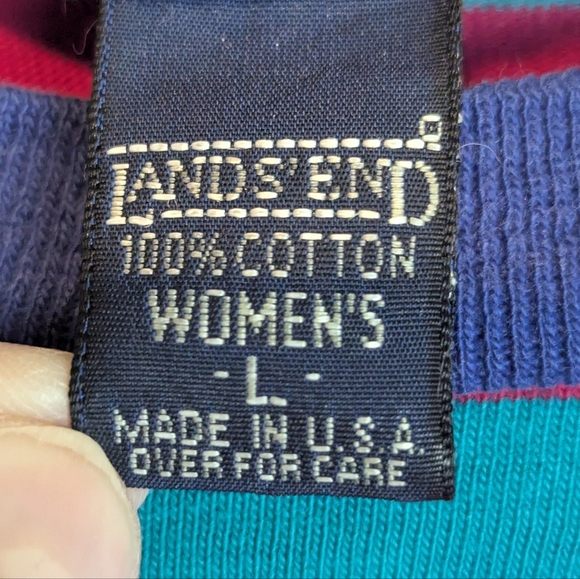 LANDS' END
100% COTTON
WOMEN'S
- L -
MADE IN U.S.A.
OVER FOR CARE